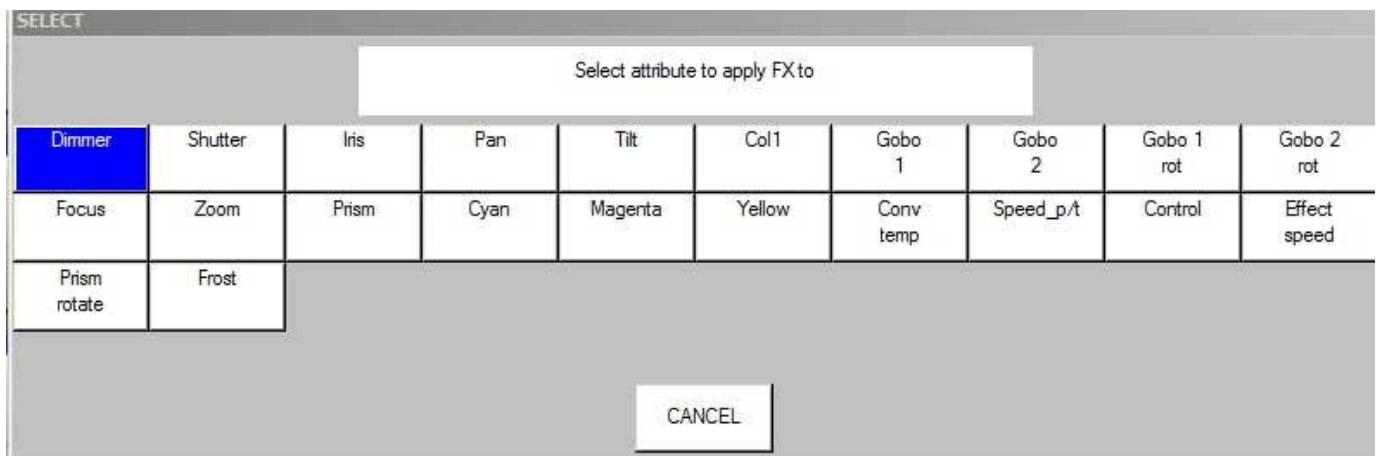 SELECT
Select attribute to apply FX to
Dimmer Shutter Iris Pan Tilt Col1 Gobo 1 Gobo 2 Gobo 1 rot Gobo 2 rot
Focus Zoom Prism Cyan Magenta Yellow Conv temp Speed_p/t Control Effect speed
Prism rotate Frost
CANCEL